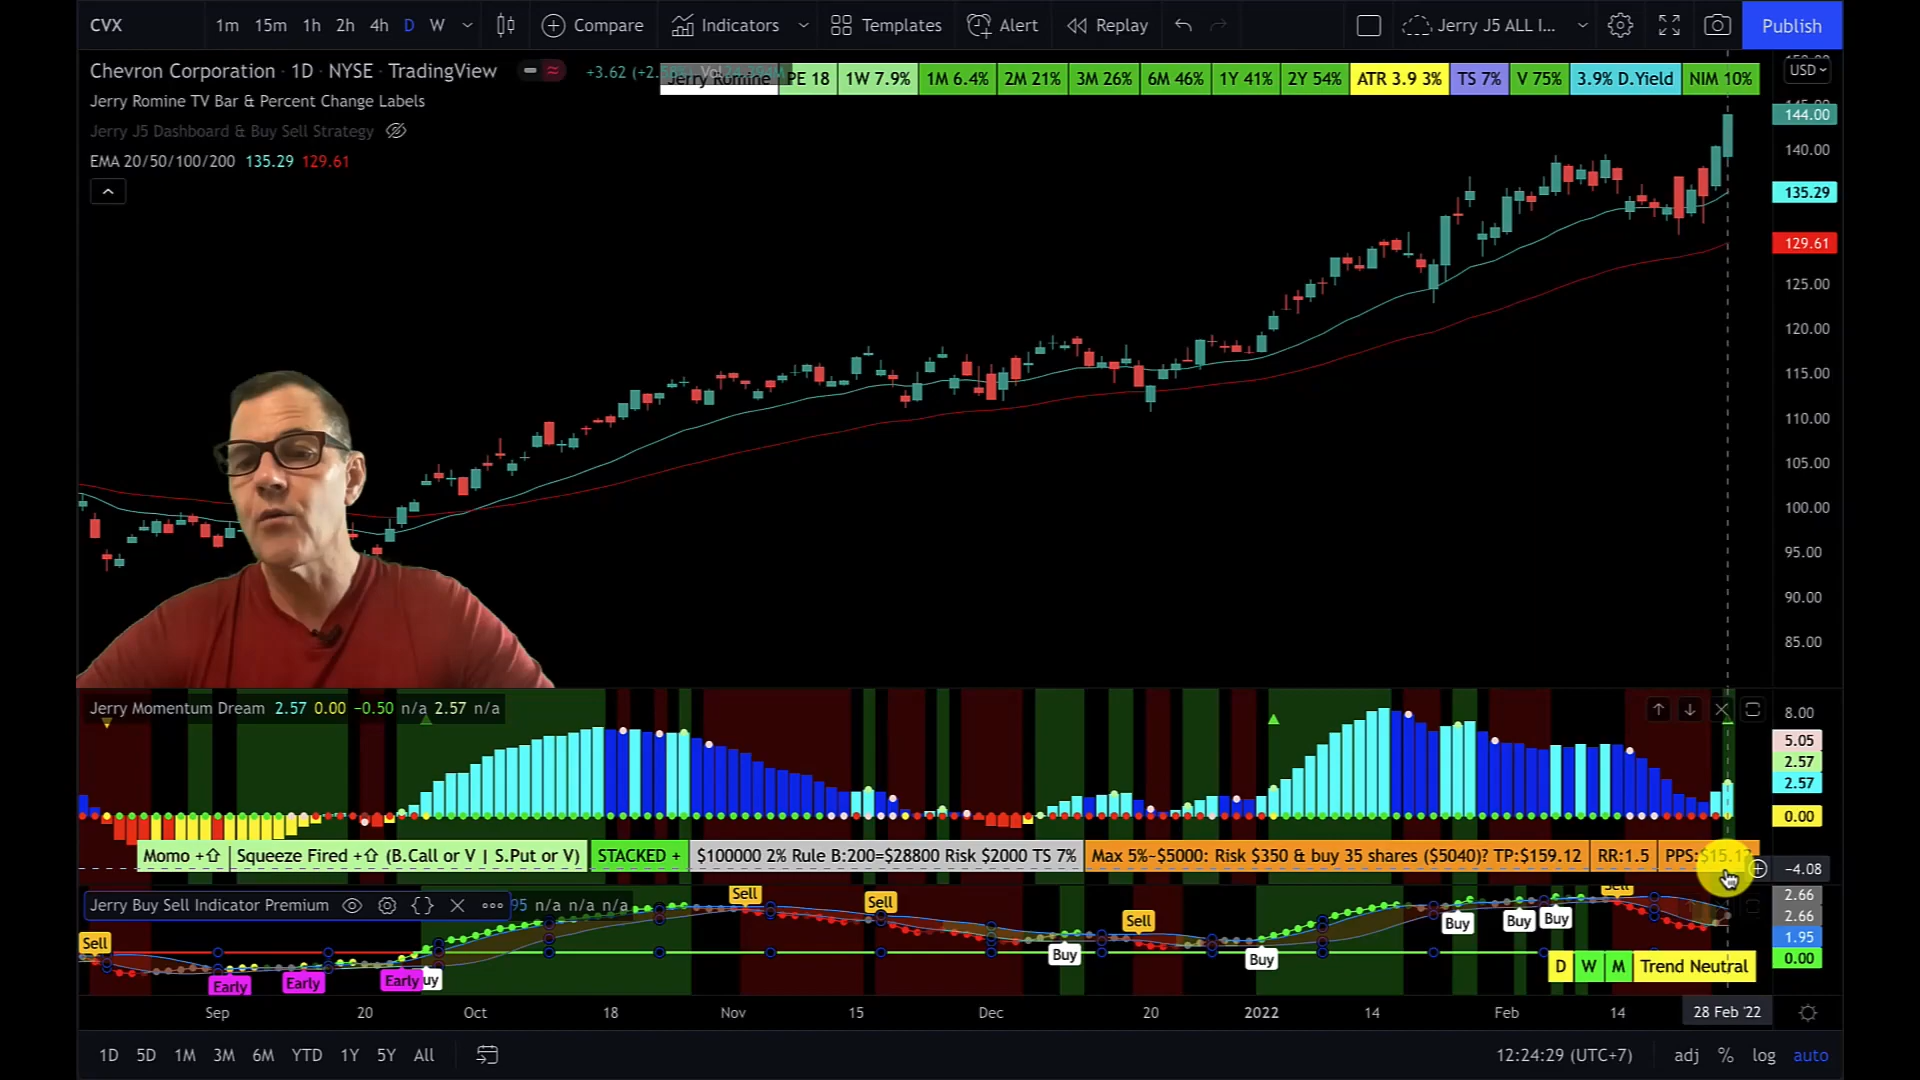 CVX 1m 15m 1h 2h 4h D W Compare Indicators Templates Alert Replay Jerry J5 ALL I... Publish
Chevron Corporation · 1D · NYSE · TradingView +3.62
Jerry Romine PE 18 1W 7.9% 1M 6.4% 2M 21% 3M 26% 6M 46% 1Y 41% 2Y 54% ATR 3.9 3% TS 7% V 75% 3.9% D.Yield NIM 10%
USD
Jerry Romine TV Bar & Percent Change Labels
Jerry J5 Dashboard & Buy Sell Strategy
EMA 20/50/100/200 135.29 129.61
144.00
140.00
135.29
129.61
125.00
120.00
115.00
110.00
105.00
100.00
95.00
90.00
85.00
Jerry Momentum Dream 2.57 0.00 −0.50 n/a 2.57 n/a
8.00
5.05
2.57
2.57
0.00
Momo +⇧ Squeeze Fired +⇧ (B.Call or V | S.Put or V) STACKED + $100000 2% Rule B:200=$28800 Risk $2000 TS 7% Max 5%~$5000: Risk $350 & buy 35 shares ($5040)? TP:$159.12 RR:1.5
−4.08
Jerry Buy Sell Indicator Premium 95 n/a n/a n/a
Sell Sell Sell Sell Sell
2.66
2.66
1.95
0.00
Early Early Early uy Buy Buy Buy Buy Buy
D W M Trend Neutral
Sep 20 Oct 18 Nov 15 Dec 20 2022 14 Feb 14 28 Feb '22
1D 5D 1M 3M 6M YTD 1Y 5Y All 12:24:29 (UTC+7) adj % log auto